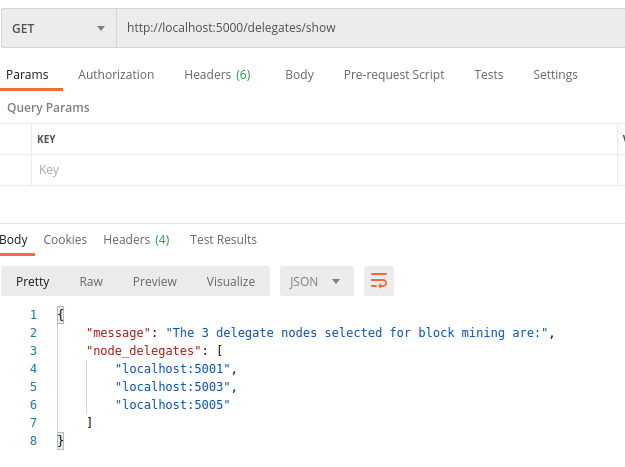 GET http://localhost:5000/delegates/show
Params Authorization Headers (6) Body Pre-request Script Tests Settings
Query Params
KEY
Key
Body Cookies Headers (4) Test Results
Pretty Raw Preview Visualize JSON
1 {
2 "message": "The 3 delegate nodes selected for block mining are:",
3 "node_delegates": [
4 "localhost:5001",
5 "localhost:5003",
6 "localhost:5005"
7 ]
8 }